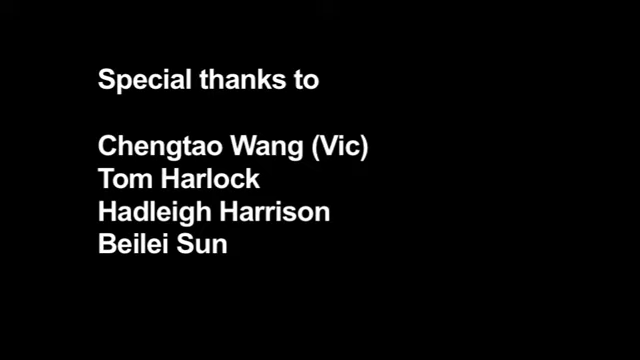 Special thanks to
Chengtao Wang (Vic)
Tom Harlock
Hadleigh Harrison
Beilei Sun